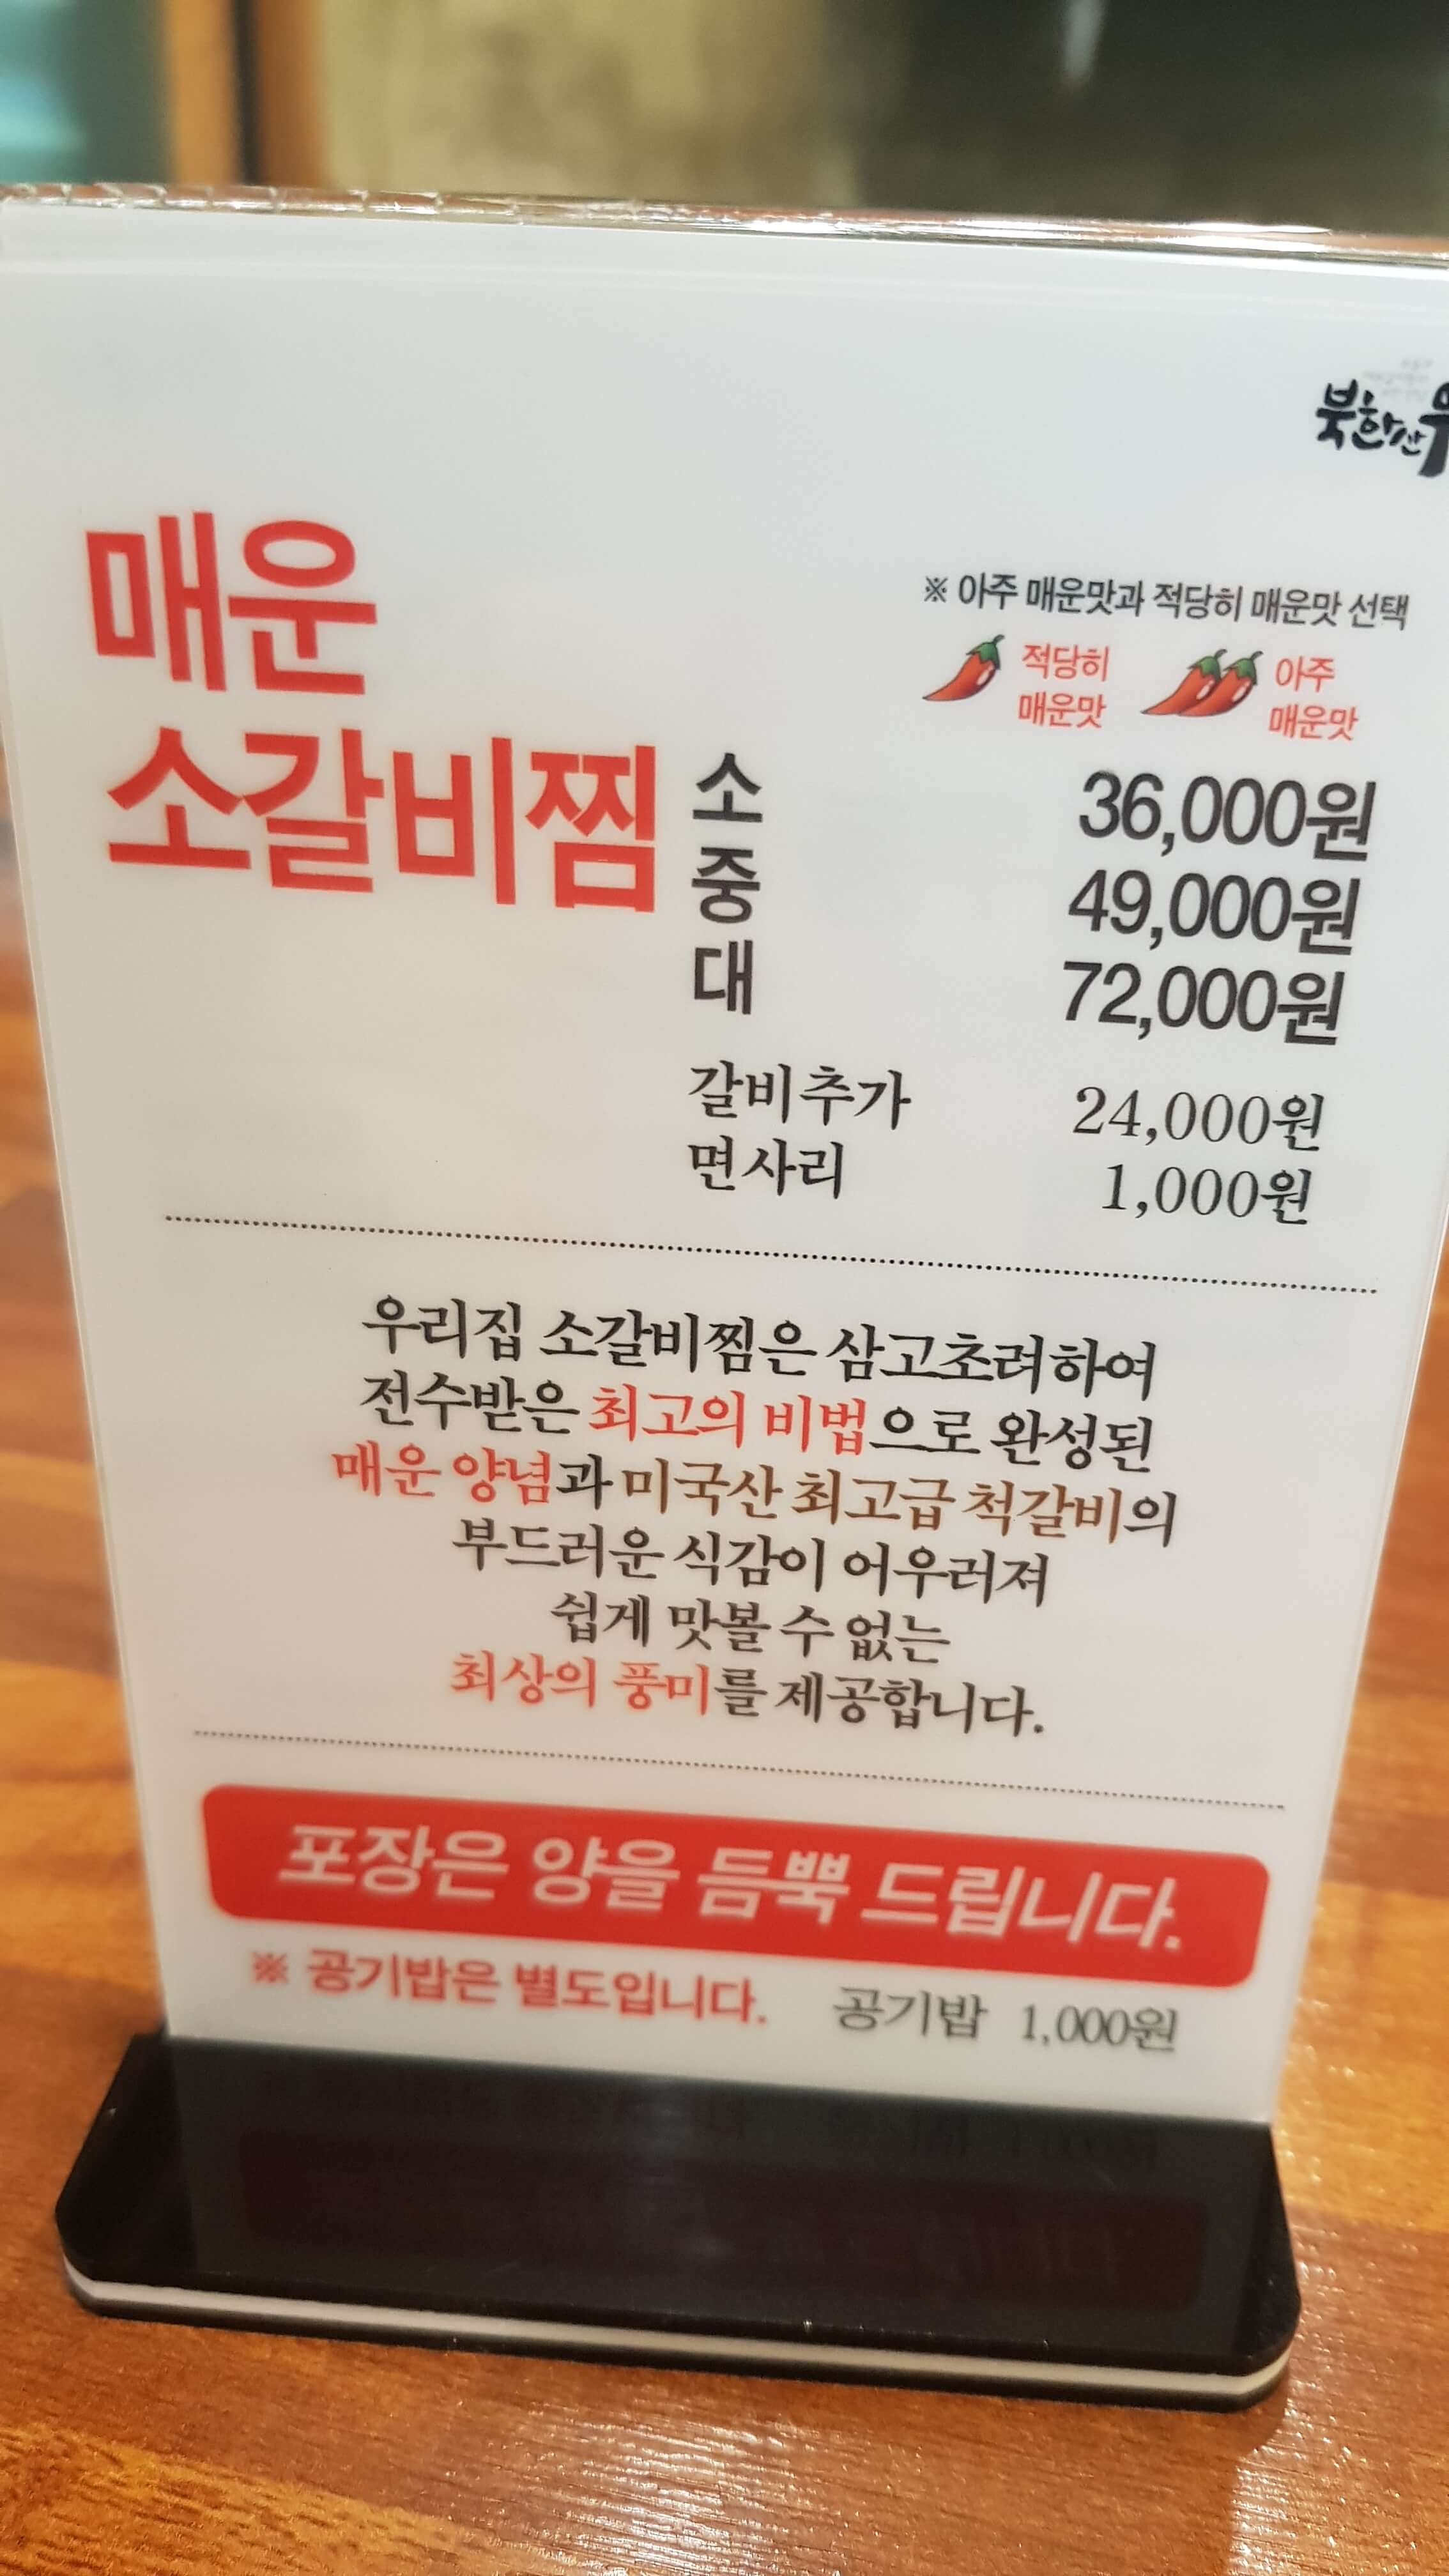 북한산
매운
소갈비찜
※ 아주 매운맛과 적당히 매운맛 선택
적당히
매운맛
아주
매운맛
소 36,000원
중 49,000원
대 72,000원
갈비추가 24,000원
면사리 1,000원
우리집 소갈비찜은 삼고초려하여
전수받은 최고의 비법으로 완성된
매운 양념과 미국산 최고급 척갈비의
부드러운 식감이 어우러져
쉽게 맛볼 수 없는
최상의 풍미를 제공합니다.
포장은 양을 듬뿍 드립니다.
※ 공기밥은 별도입니다. 공기밥 1,000원